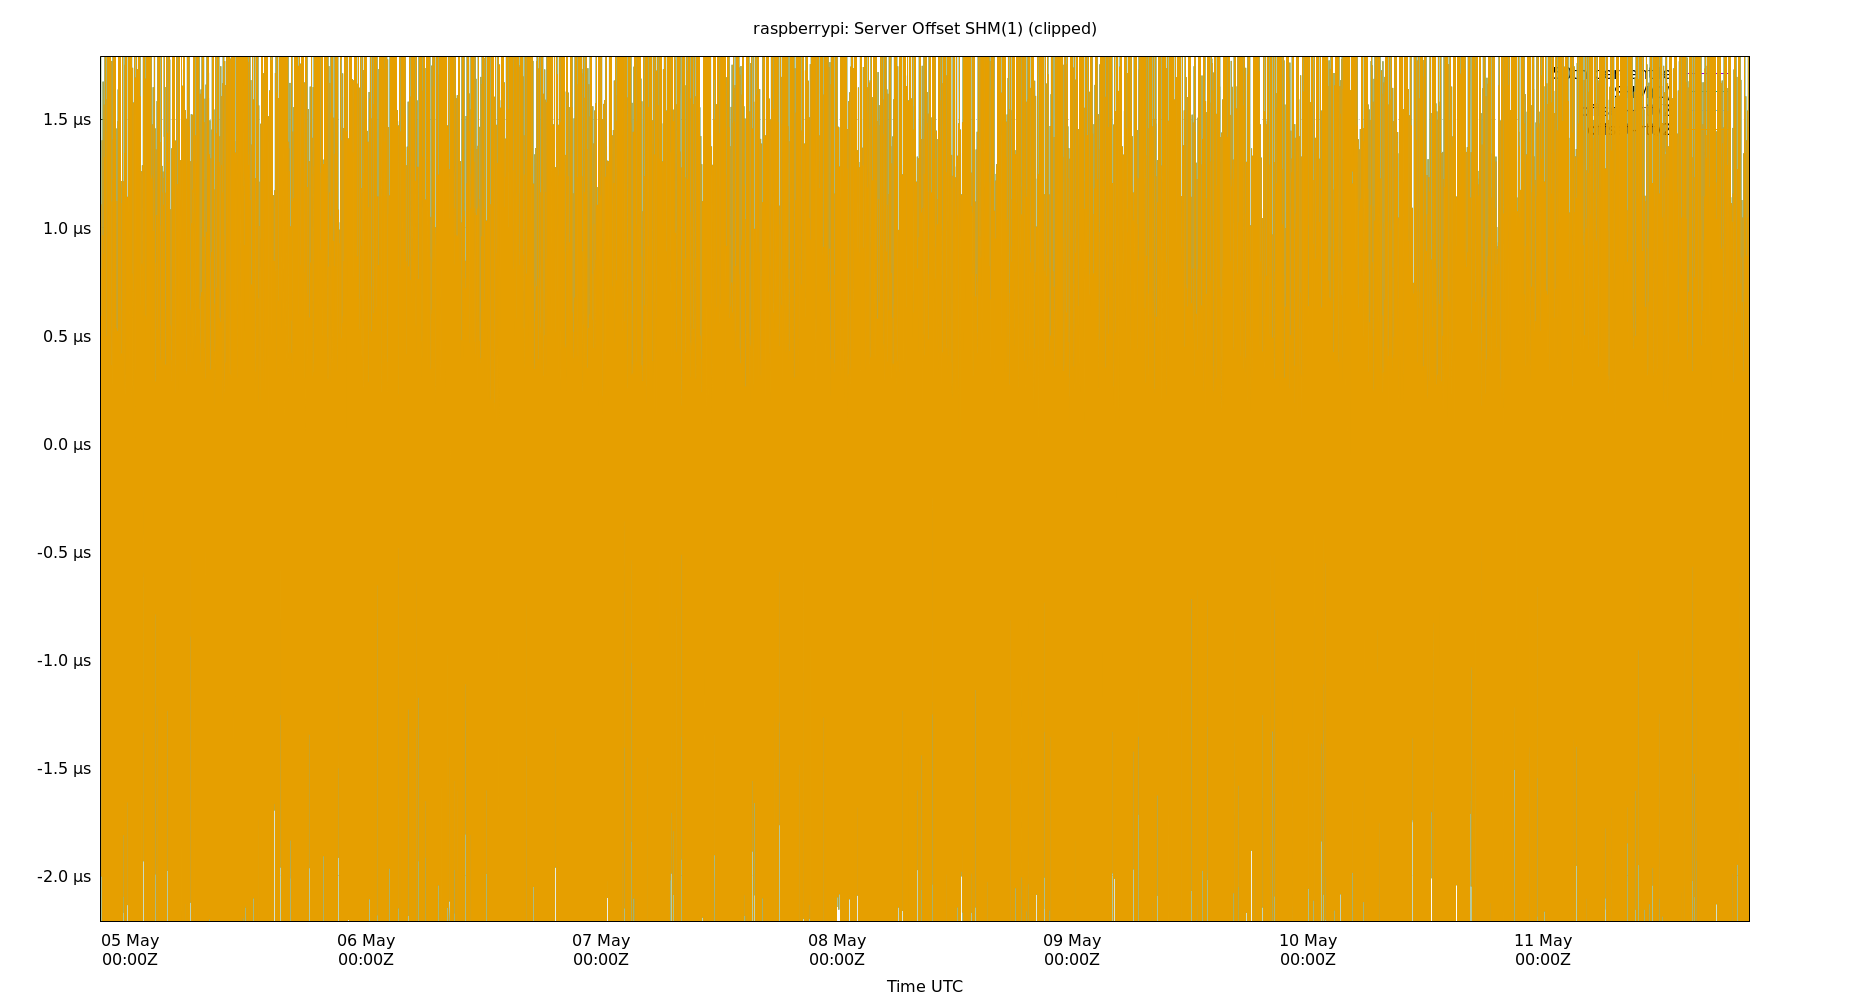 raspberrypi: Server Offset SHM(1) (clipped)
1.5 µs
1.0 µs
0.5 µs
0.0 µs
-0.5 µs
-1.0 µs
-1.5 µs
-2.0 µs
05 May 06 May 07 May 08 May 09 May 10 May 11 May
00:00Z 00:00Z 00:00Z 00:00Z 00:00Z 00:00Z 00:00Z
Time UTC